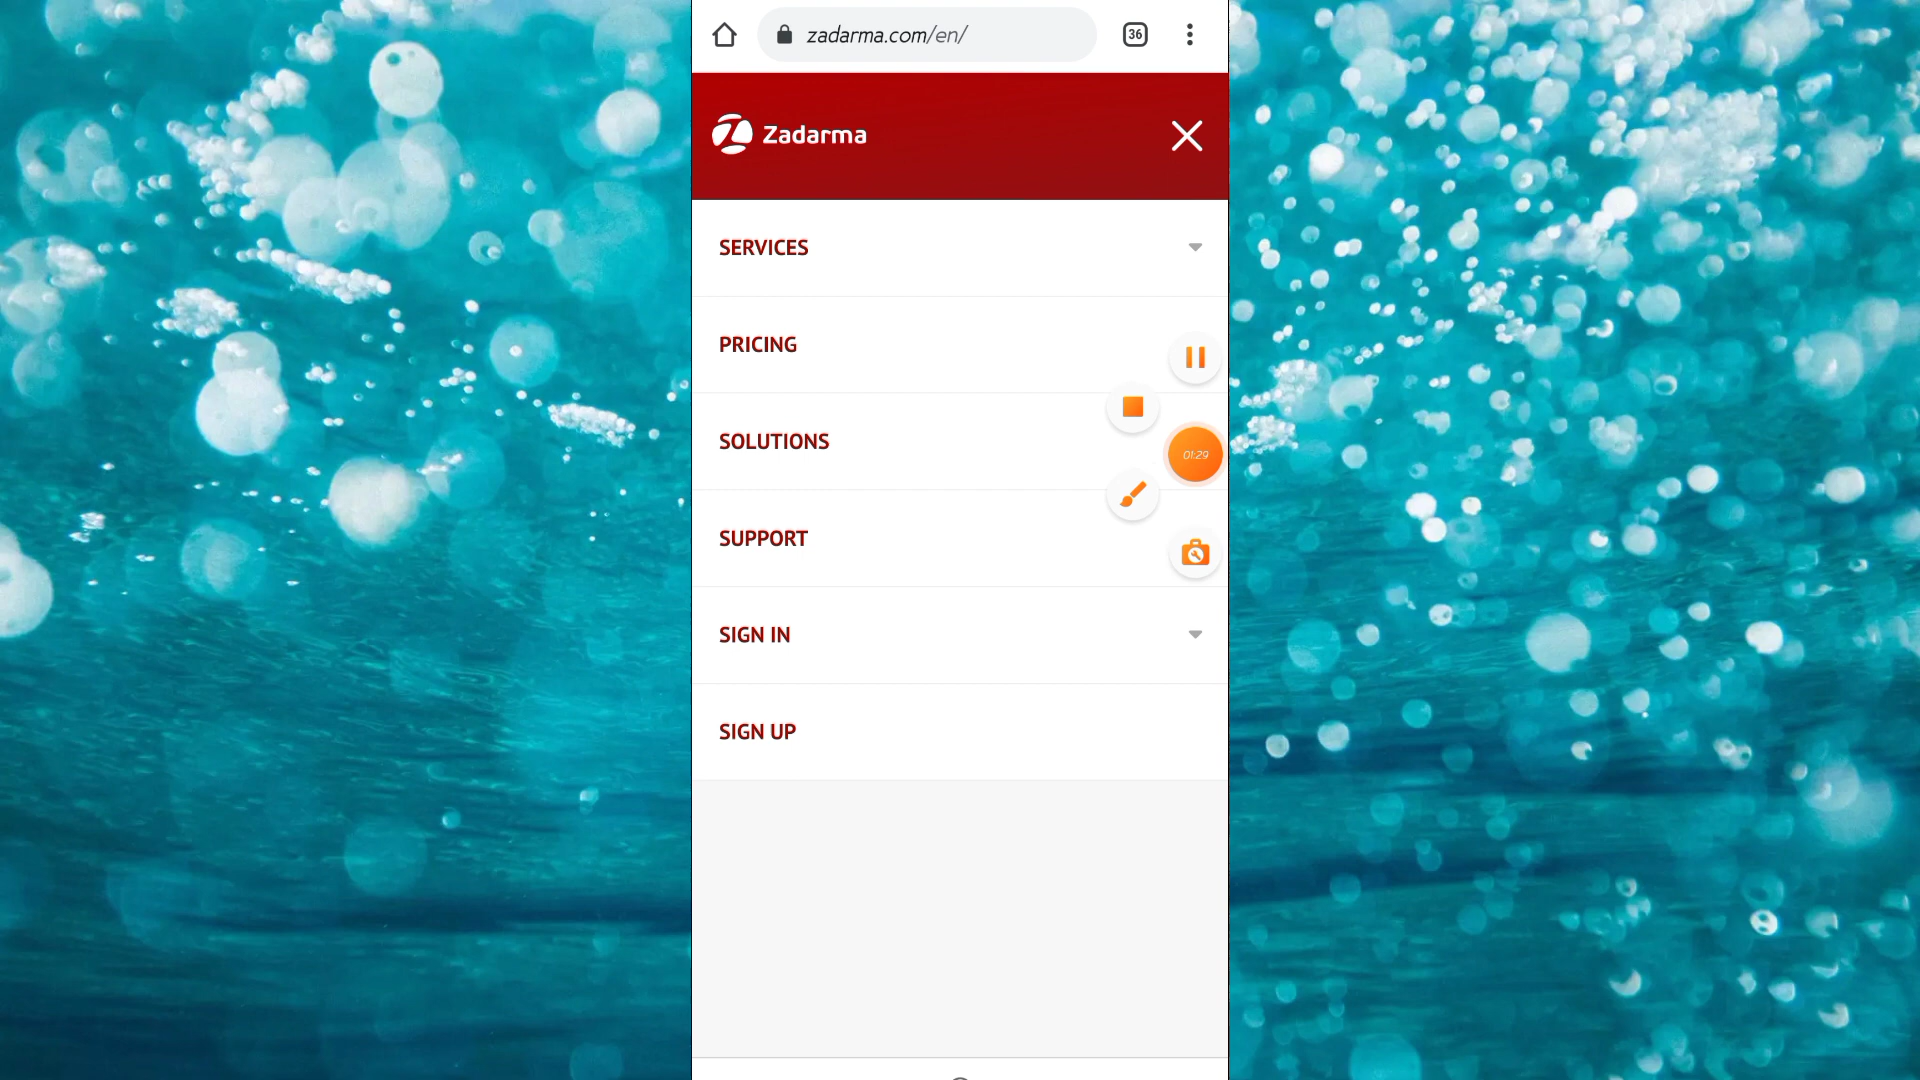 zadarma.com/en/
36
Zadarma
SERVICES
PRICING
SOLUTIONS
01:29
SUPPORT
SIGN IN
SIGN UP